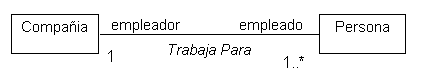 Compañia
empleador
empleado
Persona
1
Trabaja Para
1..*